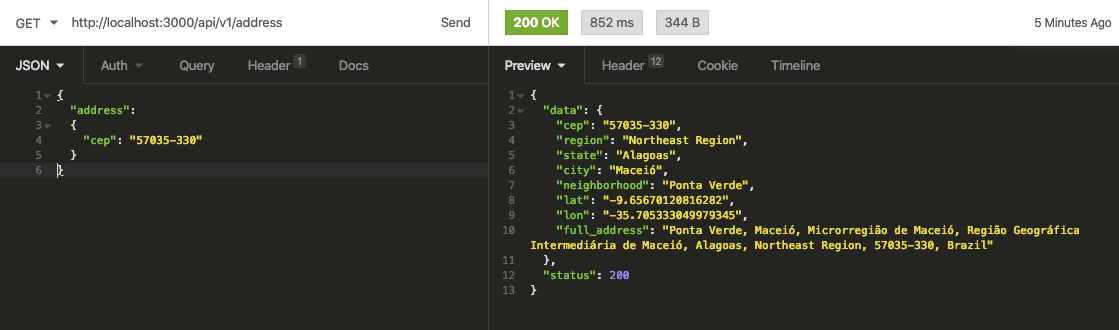 GET http://localhost:3000/api/v1/address Send 200 OK 852 ms 344 B 5 Minutes Ago
JSON Auth Query Header 1 Docs Preview Header 12 Cookie Timeline
1 {
2 "address":
3 {
4 "cep": "57035-330"
5 }
6 }
1 {
2 "data": {
3 "cep": "57035-330",
4 "region": "Northeast Region",
5 "state": "Alagoas",
6 "city": "Maceió",
7 "neighborhood": "Ponta Verde",
8 "lat": "-9.65670120816282",
9 "lon": "-35.705333049979345",
10 "full_address": "Ponta Verde, Maceió, Microrregião de Maceió, Região Geográfica
Intermediária de Maceió, Alagoas, Northeast Region, 57035-330, Brazil"
11 },
12 "status": 200
13 }